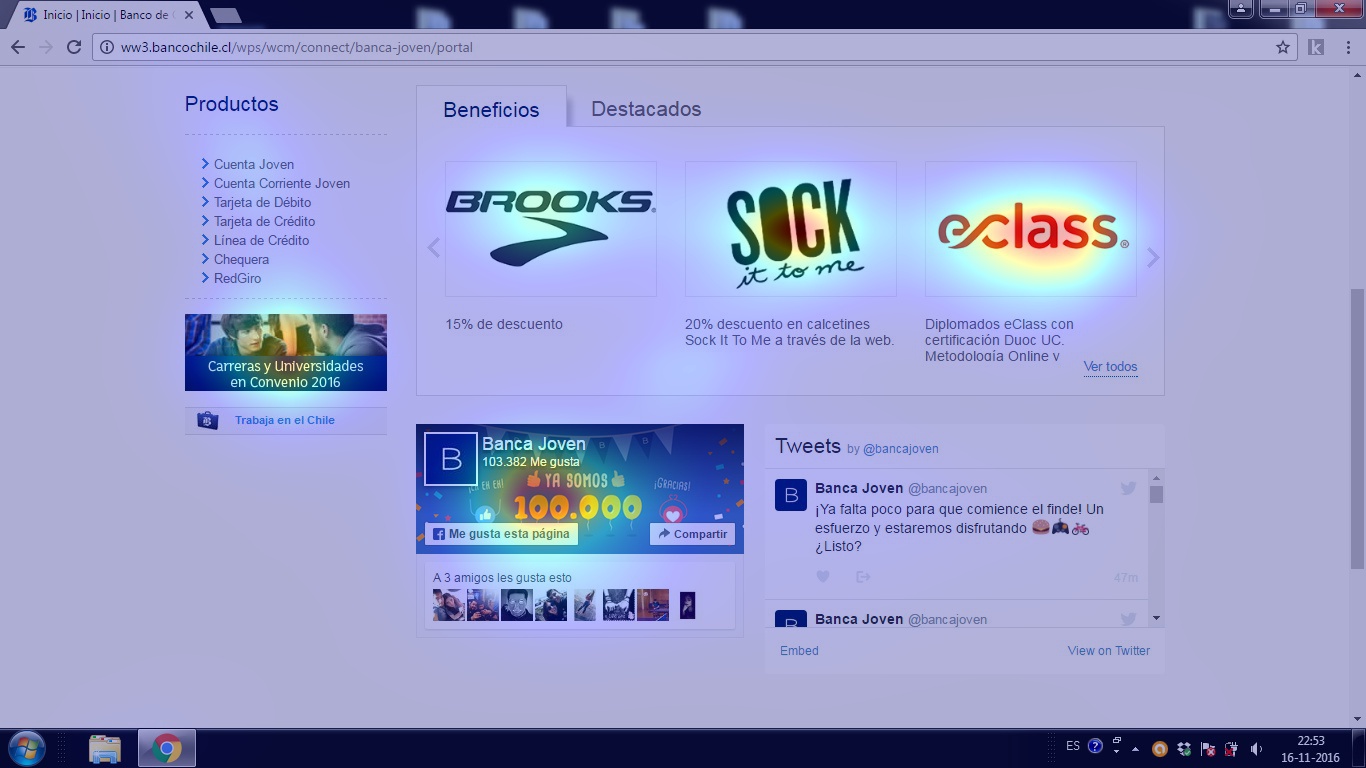 Inicio | Inicio | Banco de
ww3.bancochile.cl/wps/wcm/connect/banca-joven/portal
Productos
Cuenta Joven
Cuenta Corriente Joven
Tarjeta de Débito
Tarjeta de Crédito
Línea de Crédito
Chequera
RedGiro
Carreras y Universidades
en Convenio 2016
Trabaja en el Chile
Beneficios
Destacados
BROOKS®
SOCK
it to me
eclass®
15% de descuento
20% descuento en calcetines
Sock It To Me a través de la web.
Diplomados eClass con
certificación Duoc UC.
Metodología Online y
Ver todos
B
Banca Joven
103.382 Me gusta
YA SOMOS
¡GRACIAS!
100.000
Me gusta esta página
Compartir
A 3 amigos les gusta esto
Tweets by @bancajoven
B
Banca Joven @bancajoven
¡Ya falta poco para que comience el finde! Un
esfuerzo y estaremos disfrutando 🍔🎮🚲
¿Listo?
47m
B
Banca Joven @bancajoven
Embed
View on Twitter
ES
22:53
16-11-2016